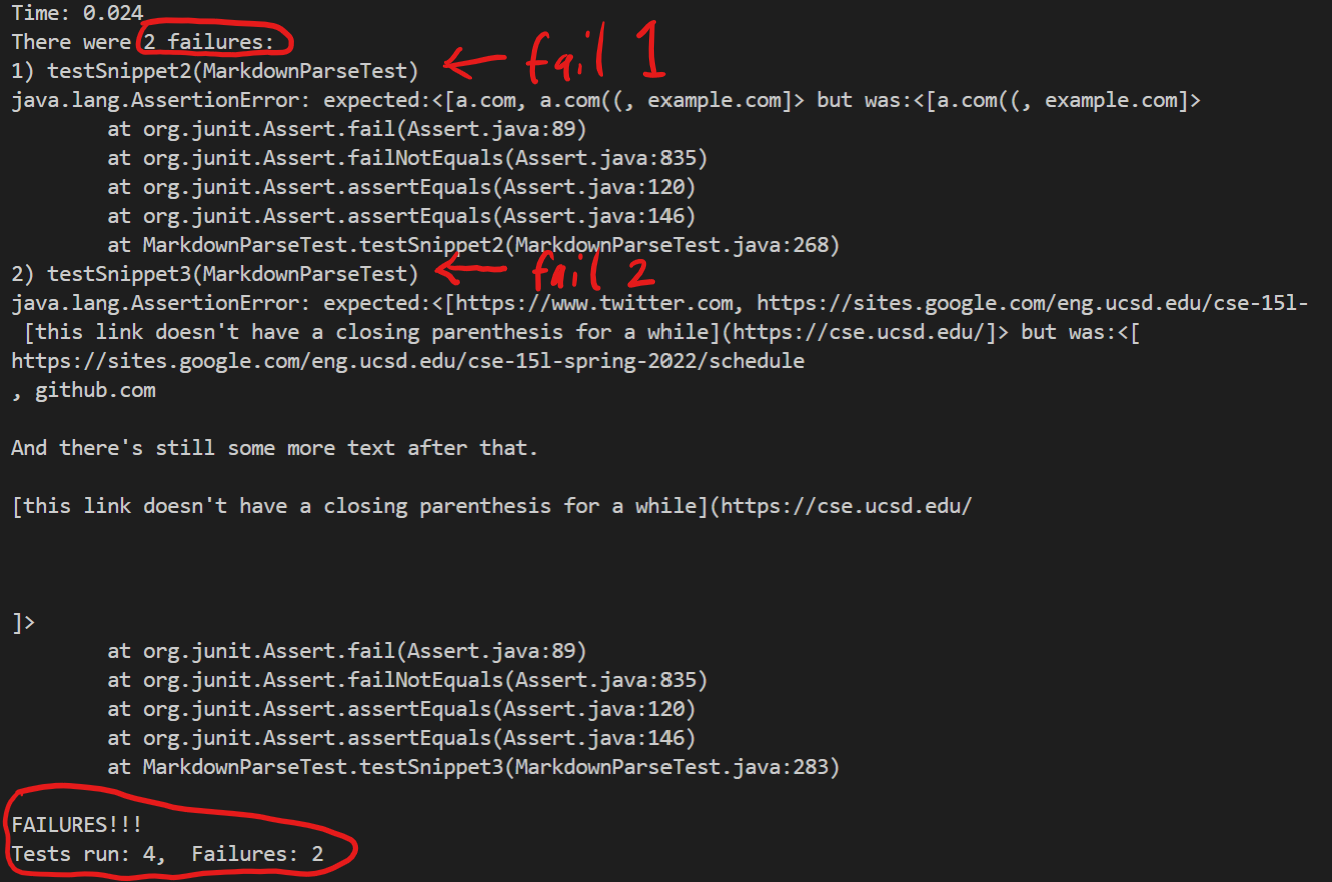 Time: 0.024
There were 2 failures:
1) testSnippet2(MarkdownParseTest) ← fail 1
java.lang.AssertionError: expected:<[a.com, a.com((, example.com]> but was:<[a.com((, example.com]>
        at org.junit.Assert.fail(Assert.java:89)
        at org.junit.Assert.failNotEquals(Assert.java:835)
        at org.junit.Assert.assertEquals(Assert.java:120)
        at org.junit.Assert.assertEquals(Assert.java:146)
        at MarkdownParseTest.testSnippet2(MarkdownParseTest.java:268)
2) testSnippet3(MarkdownParseTest) ← fail 2
java.lang.AssertionError: expected:<[https://www.twitter.com, https://sites.google.com/eng.ucsd.edu/cse-15l-
 [this link doesn't have a closing parenthesis for a while](https://cse.ucsd.edu/]> but was:<[
https://sites.google.com/eng.ucsd.edu/cse-15l-spring-2022/schedule
, github.com
And there's still some more text after that.
[this link doesn't have a closing parenthesis for a while](https://cse.ucsd.edu/
]>
        at org.junit.Assert.fail(Assert.java:89)
        at org.junit.Assert.failNotEquals(Assert.java:835)
        at org.junit.Assert.assertEquals(Assert.java:120)
        at org.junit.Assert.assertEquals(Assert.java:146)
        at MarkdownParseTest.testSnippet3(MarkdownParseTest.java:283)
FAILURES!!!
Tests run: 4,  Failures: 2